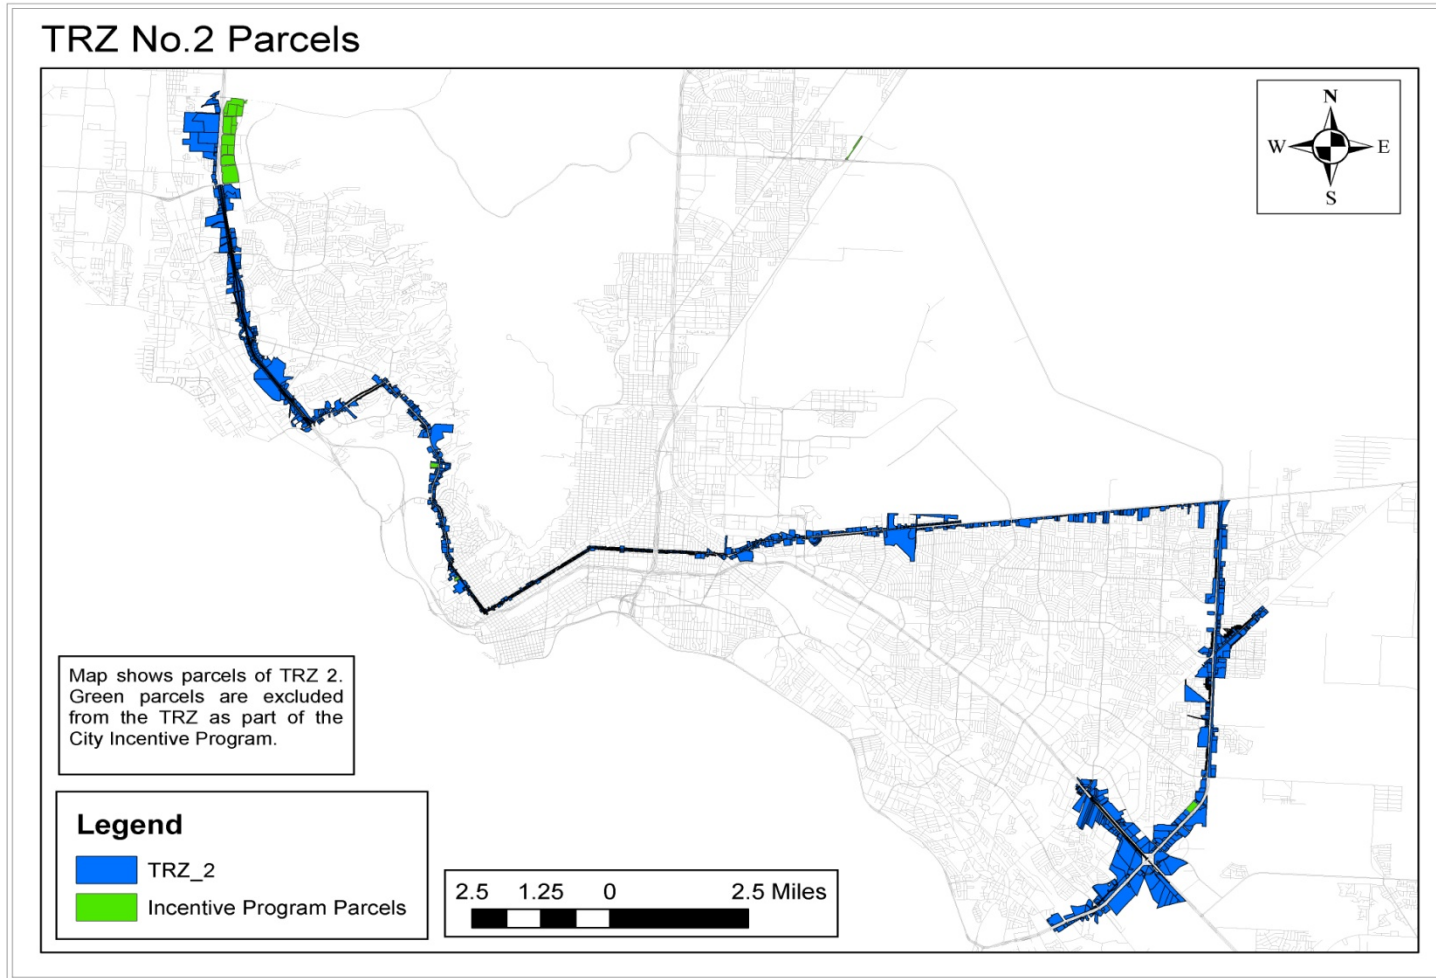 TRZ No.2 Parcels
N
W E
S
Map shows parcels of TRZ 2.
Green parcels are excluded
from the TRZ as part of the
City Incentive Program.
Legend
TRZ_2
Incentive Program Parcels
2.5 1.25 0 2.5 Miles